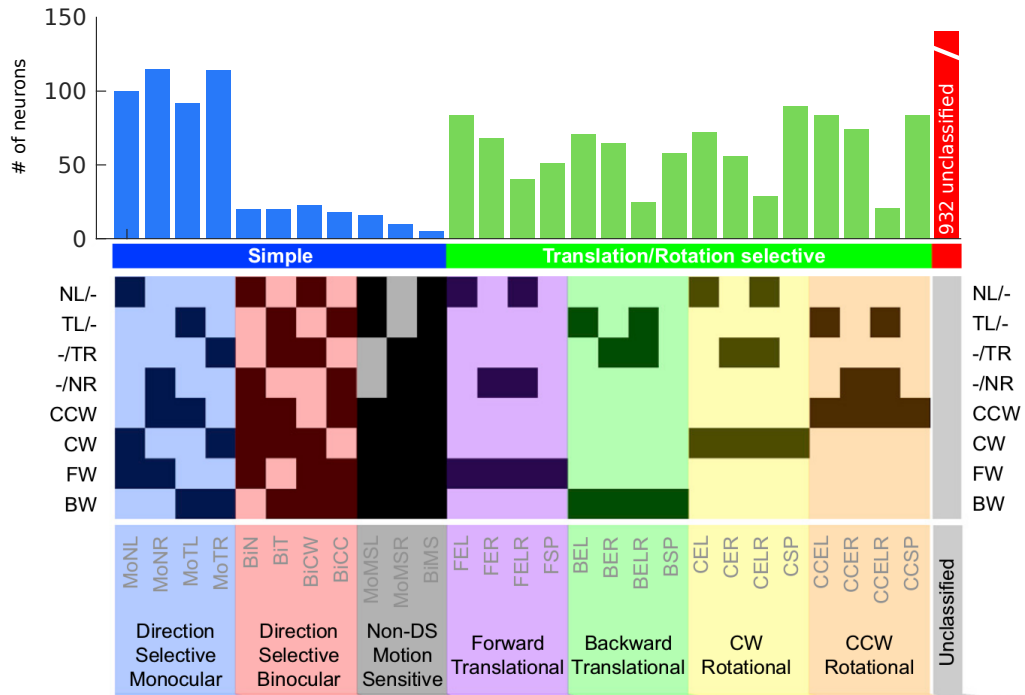 150
100
50
0
# of neurons
932 unclassified
Simple
Translation/Rotation selective
NL/-
TL/-
-/TR
-/NR
CCW
CW
FW
BW
NL/-
TL/-
-/TR
-/NR
CCW
CW
FW
BW
MoNL
MoNR
MoTL
MoTR
BiN
BiT
BiCW
BiCC
MoMSL
MoMSR
BiMS
FEL
FER
FELR
FSP
BEL
BER
BELR
BSP
CEL
CER
CELR
CSP
CCEL
CCER
CCELR
CCSP
Direction
Selective
Monocular
Direction
Selective
Binocular
Non-DS
Motion
Sensitive
Forward
Translational
Backward
Translational
CW
Rotational
CCW
Rotational
Unclassified